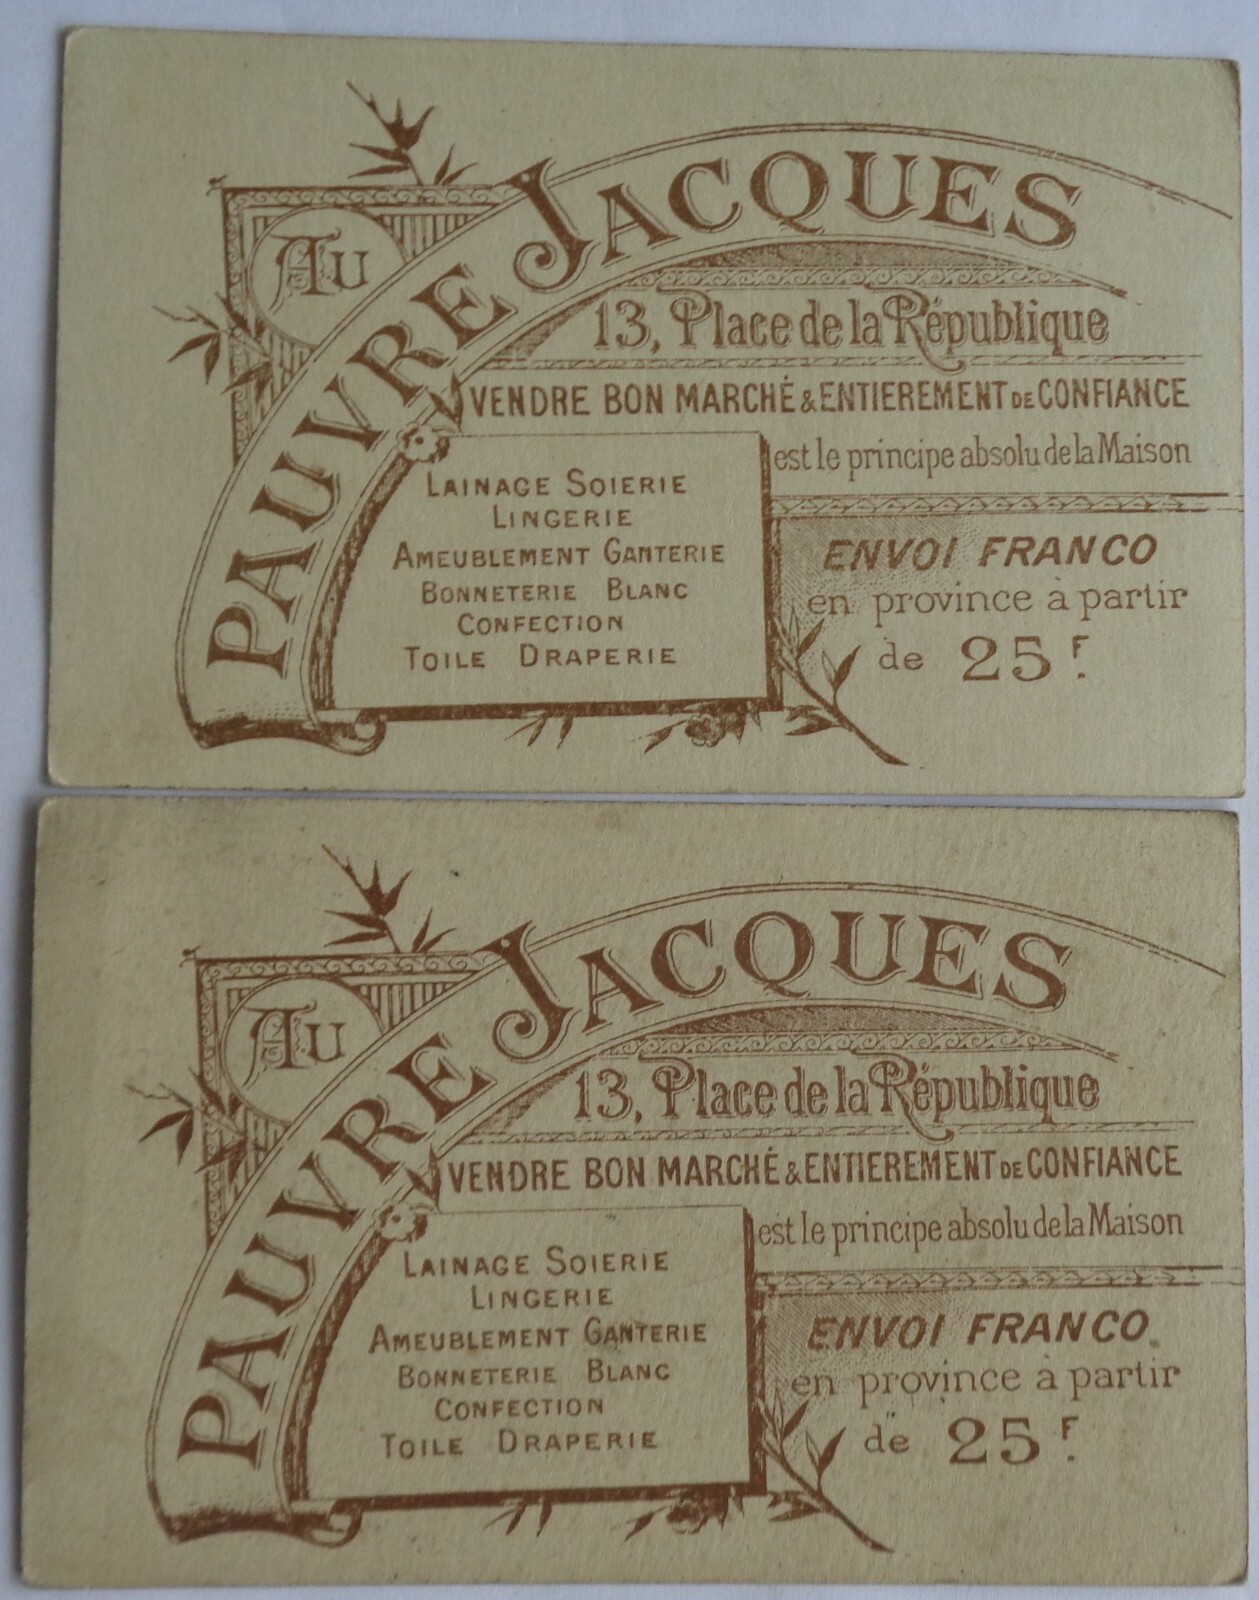 Au
PAUVRE JACQUES
13, Place de la République
VENDRE BON MARCHÉ & ENTIEREMENT DE CONFIANCE
est le principe absolu de la Maison
LAINAGE SOIERIE
LINGERIE
AMEUBLEMENT GANTERIE
BONNETERIE BLANC
CONFECTION
TOILE DRAPERIE
ENVOI FRANCO
en province à partir
de 25F.
Au
PAUVRE JACQUES
13, Place de la République
VENDRE BON MARCHÉ & ENTIEREMENT DE CONFIANCE
est le principe absolu de la Maison
LAINAGE SOIERIE
LINGERIE
AMEUBLEMENT GANTERIE
BONNETERIE BLANC
CONFECTION
TOILE DRAPERIE
ENVOI FRANCO
en province à partir
de 25F.